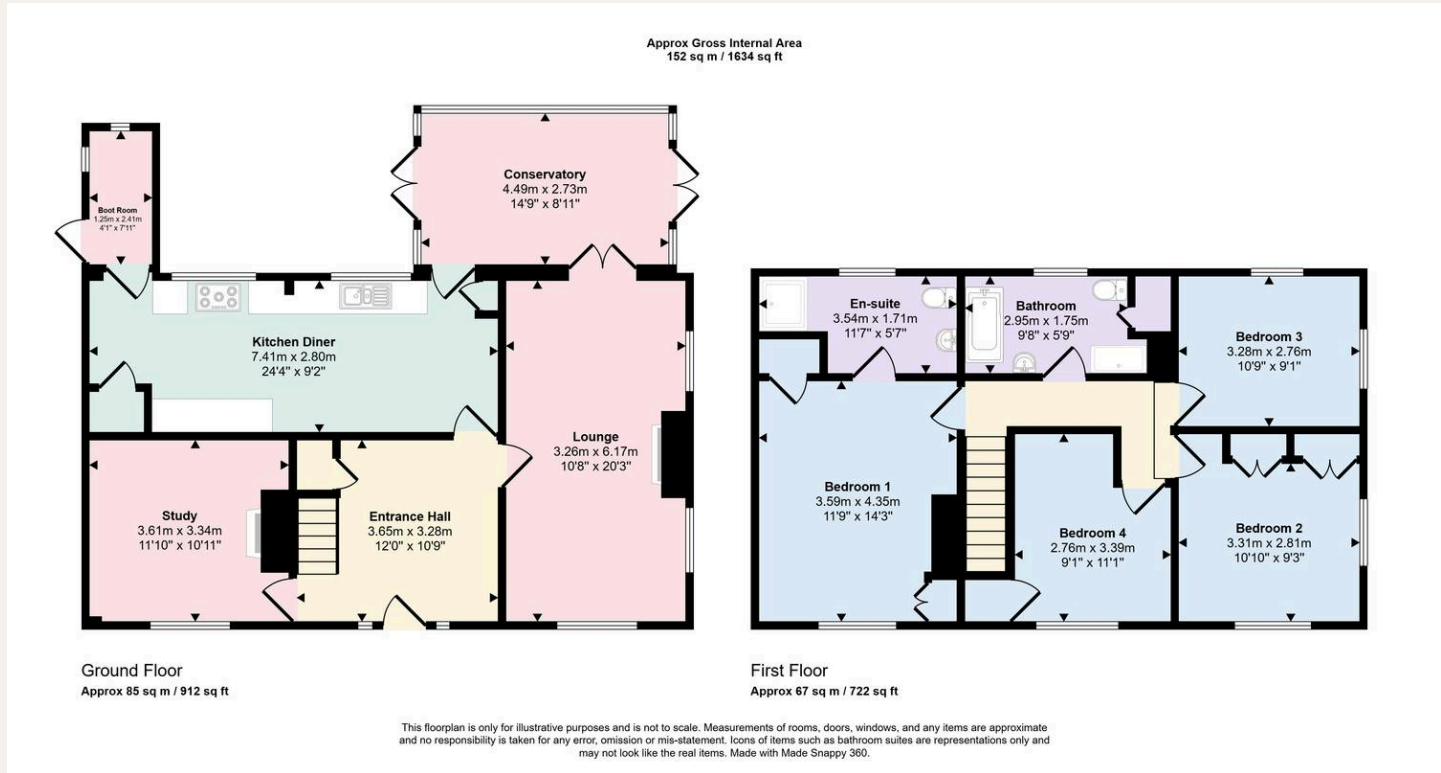 Approx Gross Internal Area
152 sq m / 1634 sq ft
Conservatory
4.49m x 2.73m
14'9" x 8'11"
Boot Room
1.25m x 2.41m
4'1" x 7'11"
Kitchen Diner
7.41m x 2.80m
24'4" x 9'2"
Lounge
3.26m x 6.17m
10'8" x 20'3"
Study
3.61m x 3.34m
11'10" x 10'11"
Entrance Hall
3.65m x 3.28m
12'0" x 10'9"
En-suite
3.54m x 1.71m
11'7" x 5'7"
Bathroom
2.95m x 1.75m
9'8" x 5'9"
Bedroom 3
3.28m x 2.76m
10'9" x 9'1"
Bedroom 1
3.59m x 4.35m
11'9" x 14'3"
Bedroom 4
2.76m x 3.39m
9'1" x 11'1"
Bedroom 2
3.31m x 2.81m
10'10" x 9'3"
Ground Floor
Approx 85 sq m / 912 sq ft
First Floor
Approx 67 sq m / 722 sq ft
This floorplan is only for illustrative purposes and is not to scale. Measurements of rooms, doors, windows, and any items are approximate
and no responsibility is taken for any error, omission or mis-statement. Icons of items such as bathroom suites are representations only and
may not look like the real items. Made with Made Snappy 360.